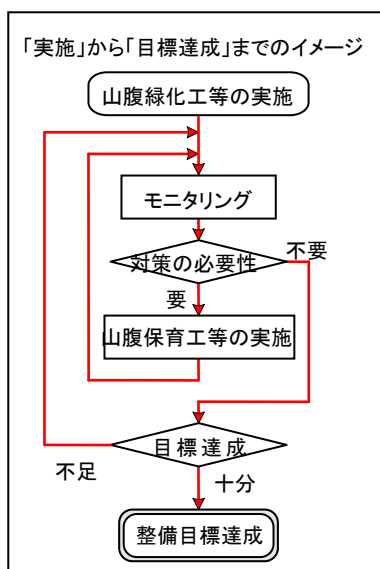 「実施」から「目標達成」までのイメージ
山腹緑化工等の実施
モニタリング
対策の必要性
不要
要
山腹保育工等の実施
目標達成
不足
十分
整備目標達成